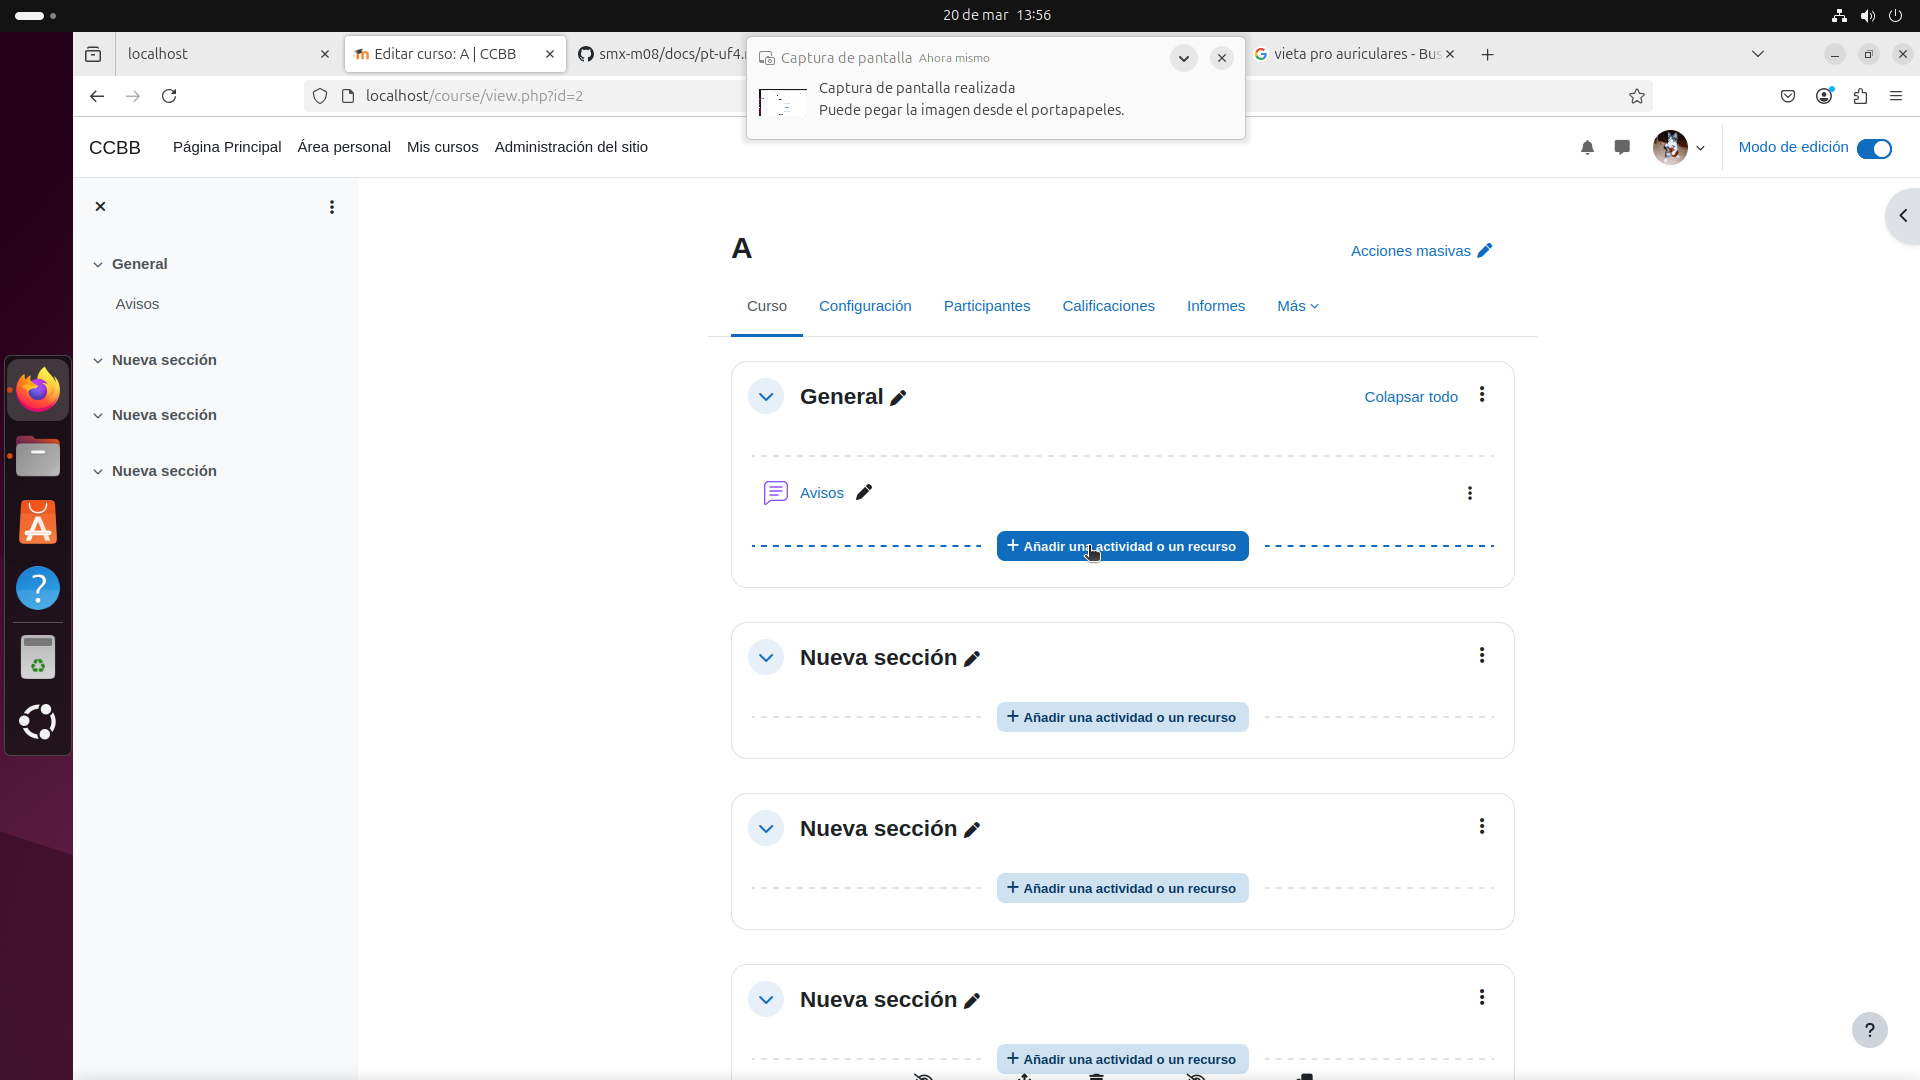 20 de mar 13:56
localhost
Editar curso: A | CCBB
smx-m08/docs/pt-uf4.
vieta pro auriculares - Bus
Captura de pantalla Ahora mismo
Captura de pantalla realizada
Puede pegar la imagen desde el portapapeles.
localhost/course/view.php?id=2
CCBB
Página Principal
Área personal
Mis cursos
Administración del sitio
Modo de edición
General
Avisos
Nueva sección
Nueva sección
Nueva sección
A
Acciones masivas
Curso
Configuración
Participantes
Calificaciones
Informes
Más
General
Colapsar todo
Avisos
+ Añadir una actividad o un recurso
Nueva sección
+ Añadir una actividad o un recurso
Nueva sección
+ Añadir una actividad o un recurso
Nueva sección
+ Añadir una actividad o un recurso
?